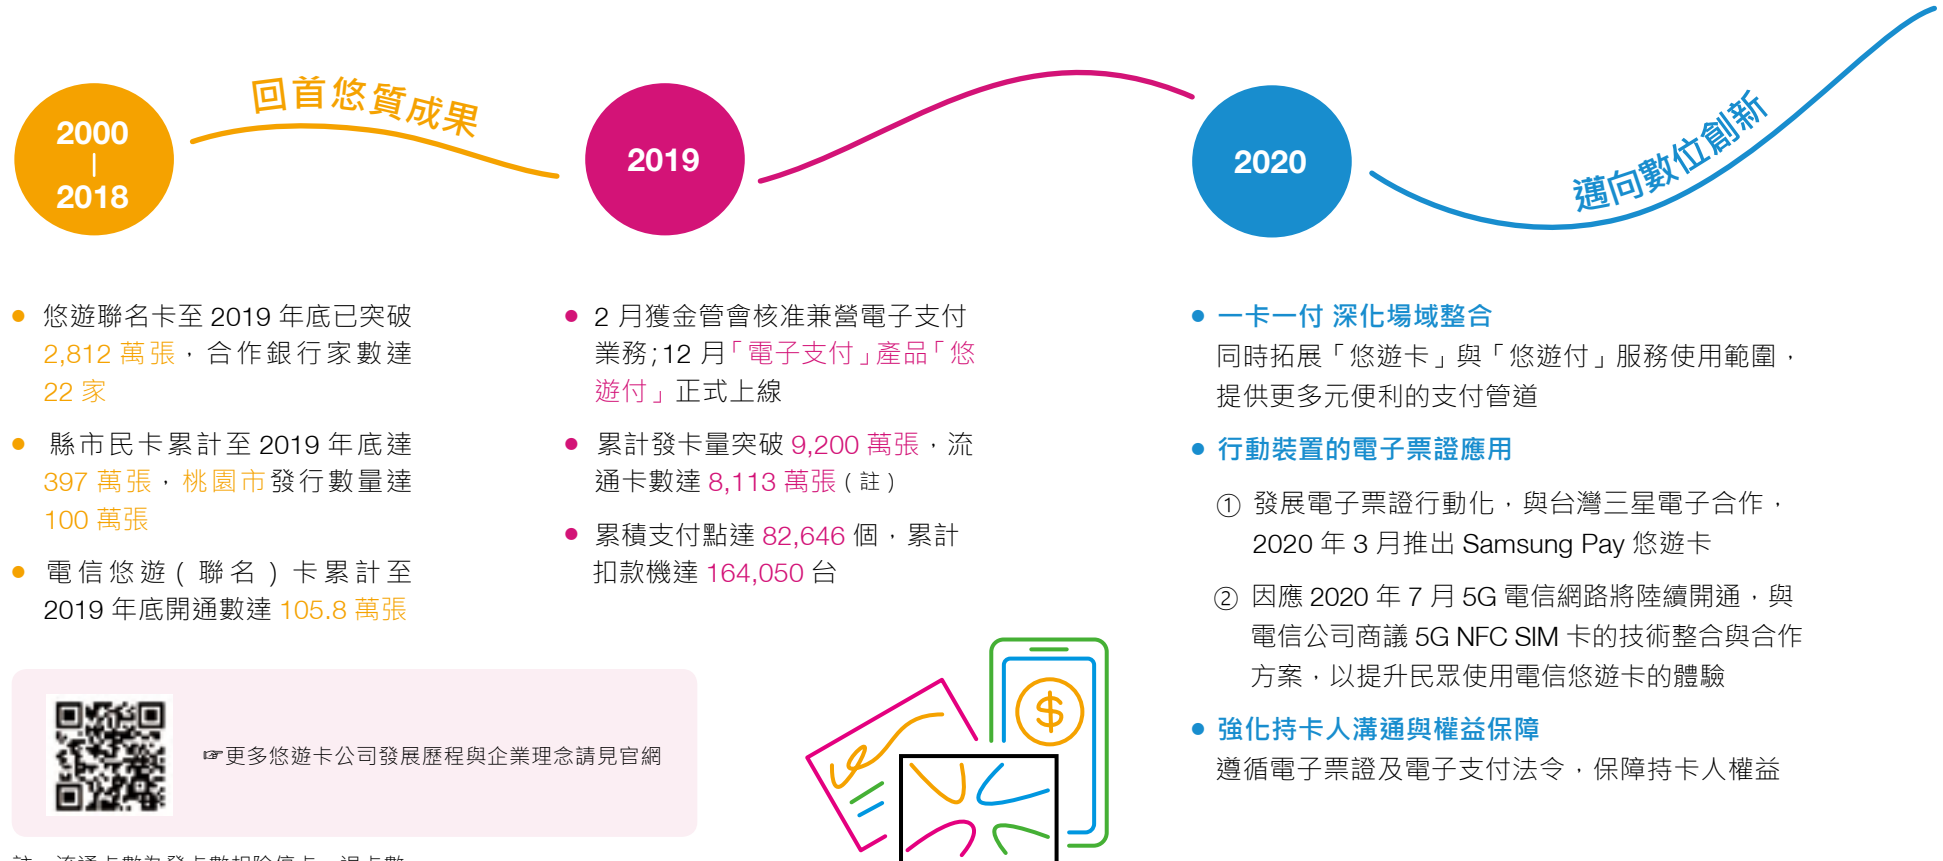 2000
|
2018
回首悠質成果
2019
2020
邁向數位創新
• 悠遊聯名卡至 2019 年底已突破
2,812 萬張，合作銀行家數達
22 家
• 縣市民卡累計至 2019 年底達
397 萬張，桃園市發行數量達
100 萬張
• 電信悠遊（聯名）卡累計至
2019 年底開通數達 105.8 萬張
☞更多悠遊卡公司發展歷程與企業理念請見官網
• 2 月獲金管會核准兼營電子支付
業務;12 月「電子支付」產品「悠
遊付」正式上線
• 累計發卡量突破 9,200 萬張，流
通卡數達 8,113 萬張（註）
• 累積支付點達 82,646 個，累計
扣款機達 164,050 台
$
• 一卡一付 深化場域整合
同時拓展「悠遊卡」與「悠遊付」服務使用範圍，
提供更多元便利的支付管道
• 行動裝置的電子票證應用
① 發展電子票證行動化，與台灣三星電子合作，
2020 年 3 月推出 Samsung Pay 悠遊卡
② 因應 2020 年 7 月 5G 電信網路將陸續開通，與
電信公司商議 5G NFC SIM 卡的技術整合與合作
方案，以提升民眾使用電信悠遊卡的體驗
• 強化持卡人溝通與權益保障
遵循電子票證及電子支付法令，保障持卡人權益